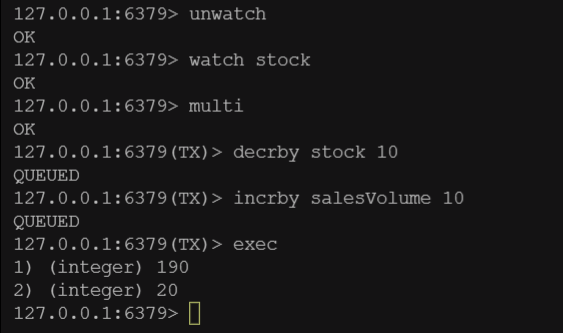 127.0.0.1:6379> unwatch
OK
127.0.0.1:6379> watch stock
OK
127.0.0.1:6379> multi
OK
127.0.0.1:6379(TX)> decrby stock 10
QUEUED
127.0.0.1:6379(TX)> incrby salesVolume 10
QUEUED
127.0.0.1:6379(TX)> exec
1) (integer) 190
2) (integer) 20
127.0.0.1:6379>